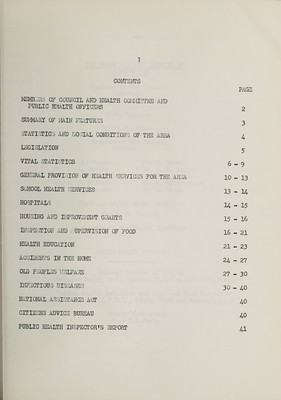 1
CONTENTS
PAGE
MEMBERS OF COUNCIL AND HEALTH COMMITTEE AND
PUBLIC HEALTH OFFICERS 2
SUMMARY OF MAIN FEATURES 3
STATISTICS AND SOCIAL CONDITIONS OF THE AREA 4
LEGISLATION 5
VITAL STATISTICS 6 - 9
GENERAL PROVISION OF HEALTH SERVICES FOR THE AREA 10 - 13
SCHOOL HEALTH SERVICES 13 - 14
HOSPITALS 14 - 15
HOUSING AND IMPROVEMENT GRANTS 15 - 16
INSPECTION AND SUPERVISION OF FOOD 16 - 21
HEALTH EDUCATION 21 - 23
ACCIDENTS IN THE HOME 24 - 27
OLD PEOPLES WELFARE 27 - 30
INFECTIOUS DISEASES 30 - 40
NATIONAL ASSISTANCE ACT 40
CITIZENS ADVICE BUREAU 40
PUBLIC HEALTH INSPECTOR'S REPORT 41